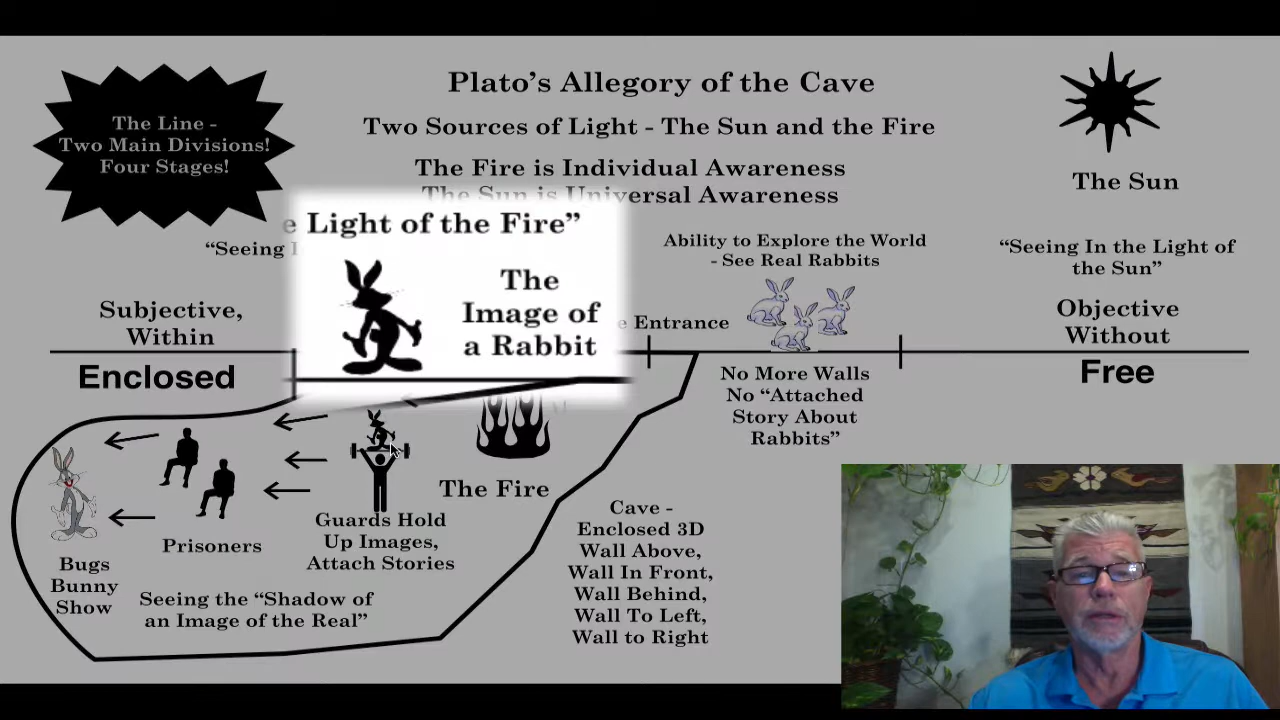 The Line -
Two Main Divisions!
Four Stages!
Plato's Allegory of the Cave
Two Sources of Light - The Sun and the Fire
The Fire is Individual Awareness
The Sun is Universal Awareness
The Sun
Light of the Fire”
“Seeing
The
Image of
a Rabbit
Ability to Explore the World
- See Real Rabbits
“Seeing In the Light of
the Sun”
Subjective,
Within
Entrance
Objective
Without
Enclosed
No More Walls
No “Attached
Story About
Rabbits”
Free
The Fire
Guards Hold
Up Images,
Attach Stories
Prisoners
Bugs
Bunny
Show
Seeing the “Shadow of
an Image of the Real”
Cave -
Enclosed 3D
Wall Above,
Wall In Front,
Wall Behind,
Wall To Left,
Wall to Right